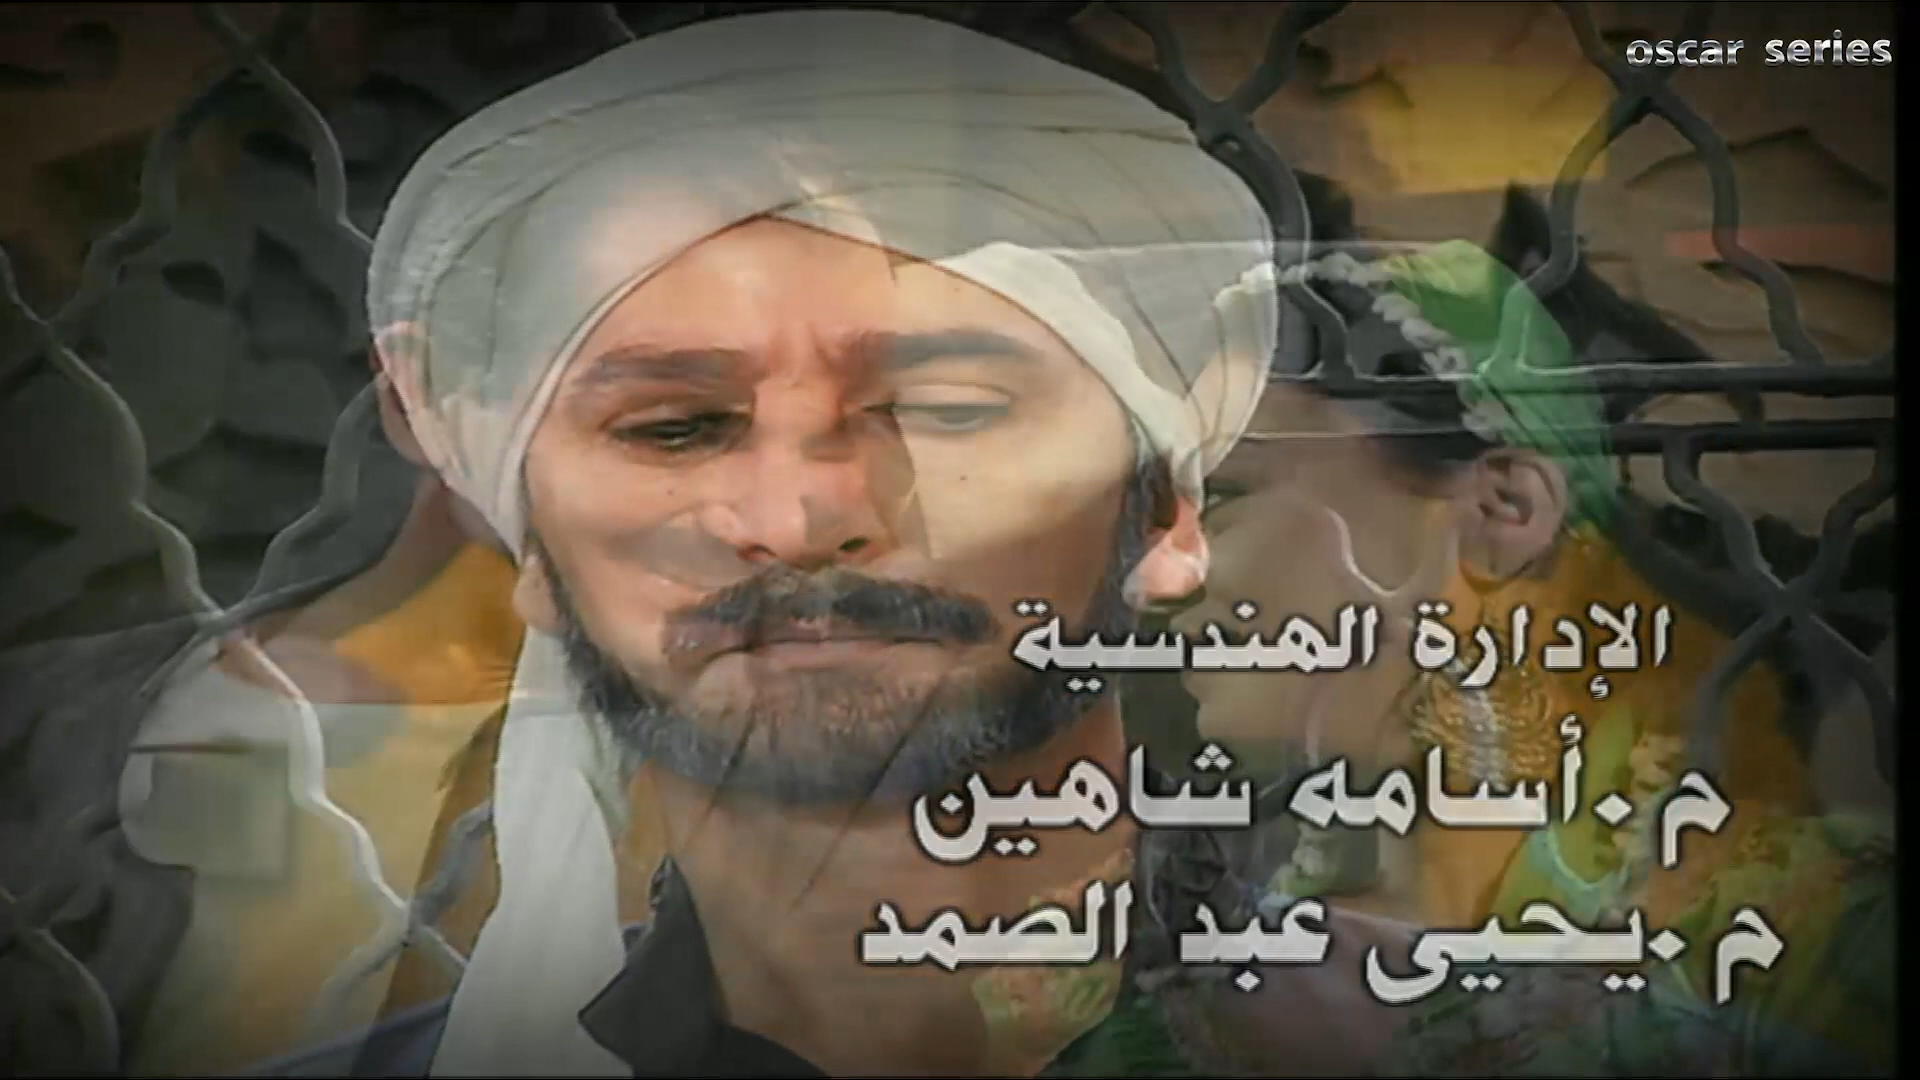 oscar series
الإدارة الهندسية
م.أسامه شاهين
م.يحيى عبد الصمد